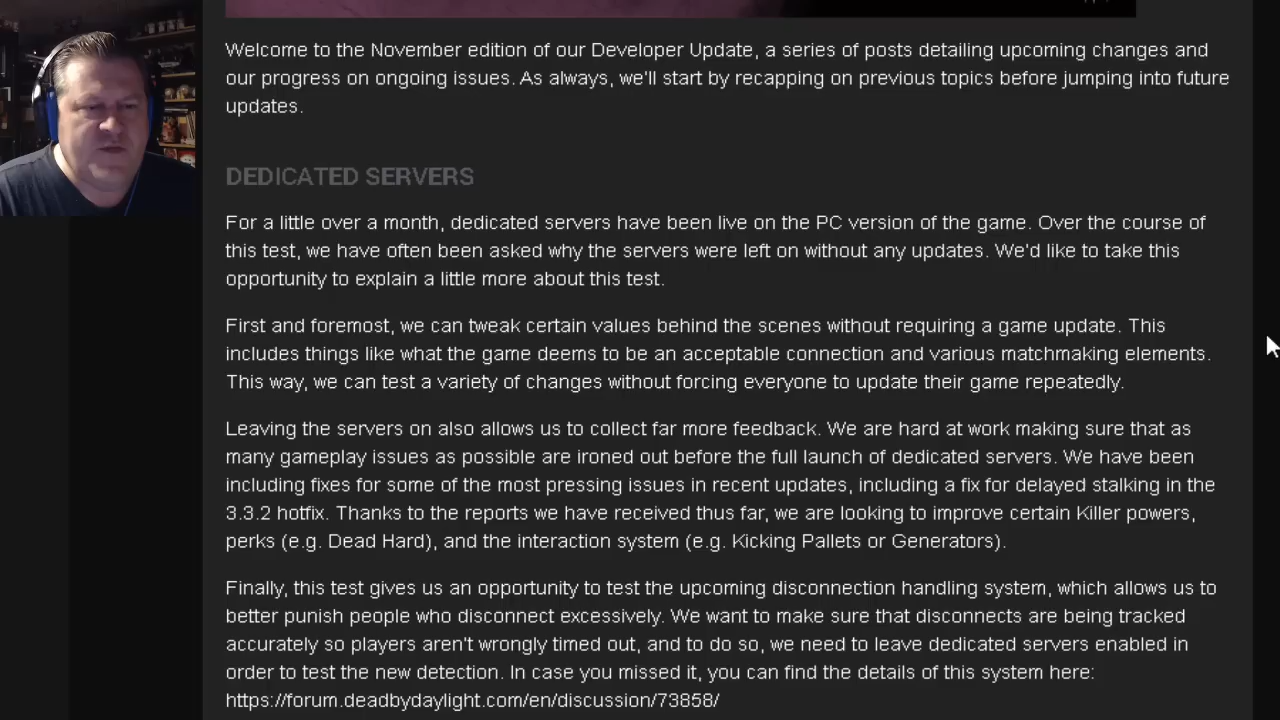 Welcome to the November edition of our Developer Update, a series of posts detailing upcoming changes and
our progress on ongoing issues. As always, we'll start by recapping on previous topics before jumping into future
updates.
DEDICATED SERVERS
For a little over a month, dedicated servers have been live on the PC version of the game. Over the course of
this test, we have often been asked why the servers were left on without any updates. We'd like to take this
opportunity to explain a little more about this test.
First and foremost, we can tweak certain values behind the scenes without requiring a game update. This
includes things like what the game deems to be an acceptable connection and various matchmaking elements.
This way, we can test a variety of changes without forcing everyone to update their game repeatedly.
Leaving the servers on also allows us to collect far more feedback. We are hard at work making sure that as
many gameplay issues as possible are ironed out before the full launch of dedicated servers. We have been
including fixes for some of the most pressing issues in recent updates, including a fix for delayed stalking in the
3.3.2 hotfix. Thanks to the reports we have received thus far, we are looking to improve certain Killer powers,
perks (e.g. Dead Hard), and the interaction system (e.g. Kicking Pallets or Generators).
Finally, this test gives us an opportunity to test the upcoming disconnection handling system, which allows us to
better punish people who disconnect excessively. We want to make sure that disconnects are being tracked
accurately so players aren't wrongly timed out, and to do so, we need to leave dedicated servers enabled in
order to test the new detection. In case you missed it, you can find the details of this system here:
https://forum.deadbydaylight.com/en/discussion/73858/